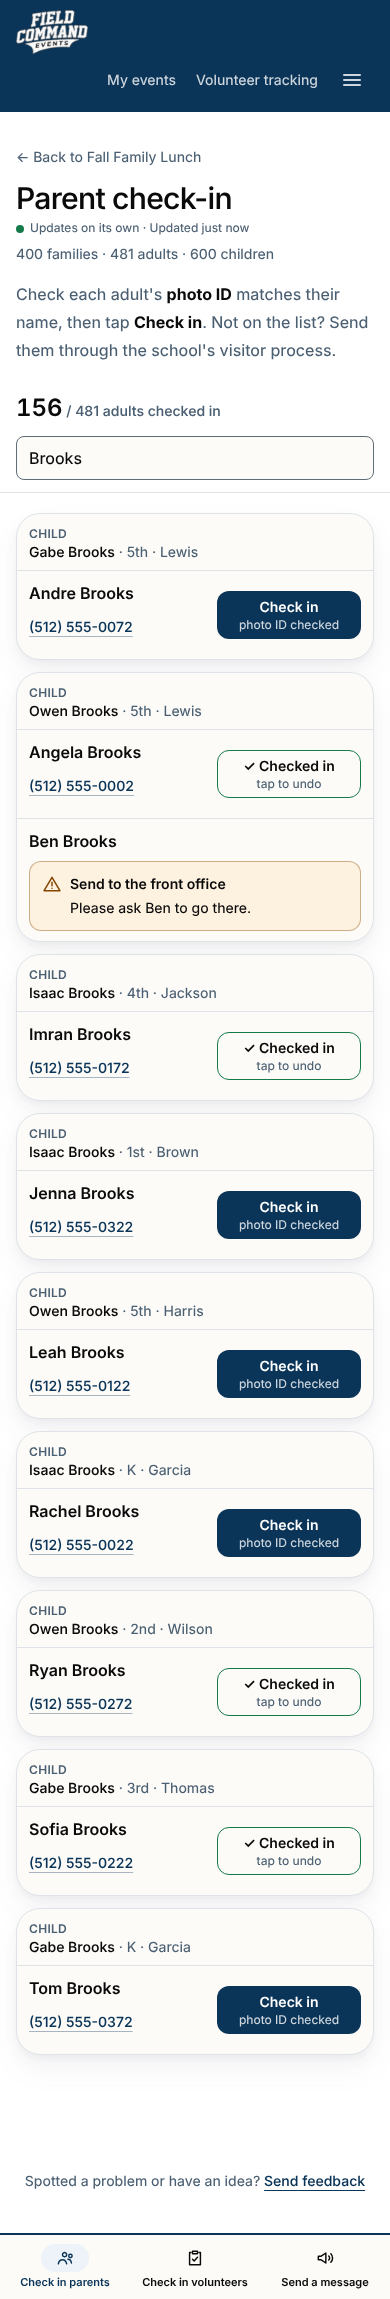 FIELD
COMMAND
EVENTS
My events Volunteer tracking
← Back to Fall Family Lunch
Parent check-in
Updates on its own · Updated just now
400 families · 481 adults · 600 children
Check each adult's photo ID matches their
name, then tap Check in. Not on the list? Send
them through the school's visitor process.
156 / 481 adults checked in
Brooks
CHILD
Gabe Brooks · 5th · Lewis
Andre Brooks
(512) 555-0072
Check in
photo ID checked
CHILD
Owen Brooks · 5th · Lewis
Angela Brooks
(512) 555-0002
✓ Checked in
tap to undo
Ben Brooks
Send to the front office
Please ask Ben to go there.
CHILD
Isaac Brooks · 4th · Jackson
Imran Brooks
(512) 555-0172
✓ Checked in
tap to undo
CHILD
Isaac Brooks · 1st · Brown
Jenna Brooks
(512) 555-0322
Check in
photo ID checked
CHILD
Owen Brooks · 5th · Harris
Leah Brooks
(512) 555-0122
Check in
photo ID checked
CHILD
Isaac Brooks · K · Garcia
Rachel Brooks
(512) 555-0022
Check in
photo ID checked
CHILD
Owen Brooks · 2nd · Wilson
Ryan Brooks
(512) 555-0272
✓ Checked in
tap to undo
CHILD
Gabe Brooks · 3rd · Thomas
Sofia Brooks
(512) 555-0222
✓ Checked in
tap to undo
CHILD
Gabe Brooks · K · Garcia
Tom Brooks
(512) 555-0372
Check in
photo ID checked
Spotted a problem or have an idea? Send feedback
Check in parents Check in volunteers Send a message